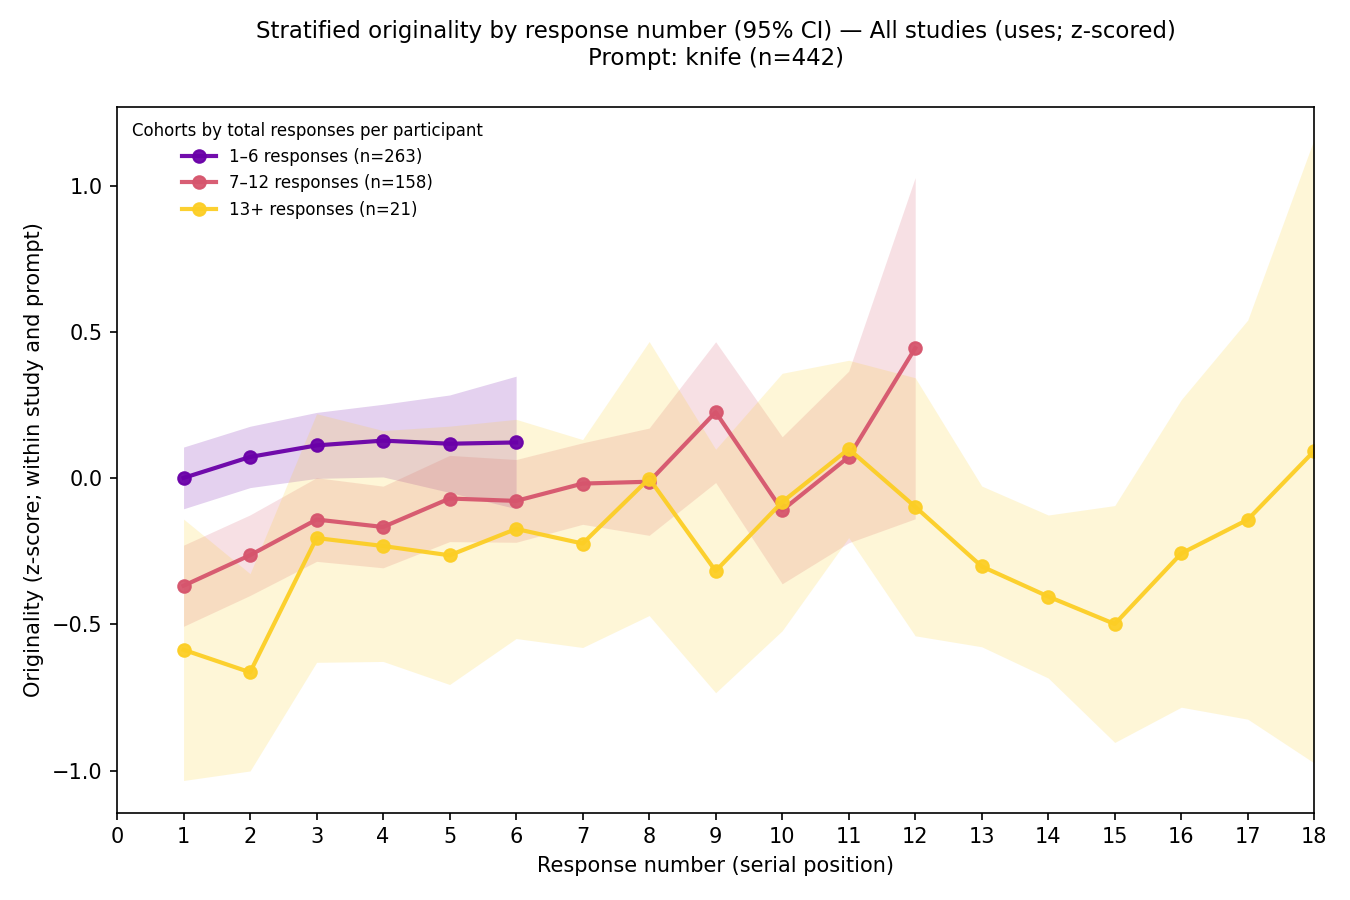 Stratified originality by response number (95% CI) — All studies (uses; z-scored)
Prompt: knife (n=442)
Cohorts by total responses per participant
1–6 responses (n=263)
7–12 responses (n=158)
13+ responses (n=21)
Originality (z-score; within study and prompt)
1.0
0.5
0.0
−0.5
−1.0
0 1 2 3 4 5 6 7 8 9 10 11 12 13 14 15 16 17 18
Response number (serial position)